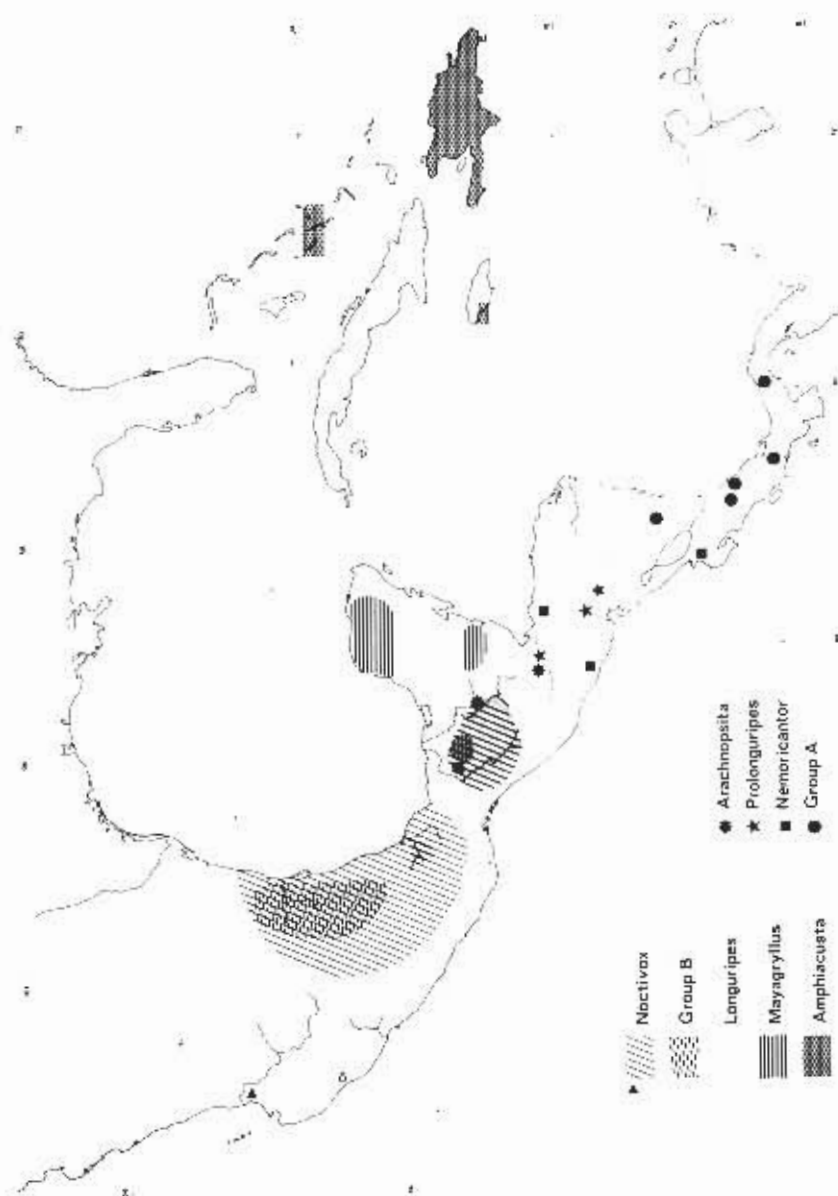 Noctivox
Group B
Longuripes
Mayagryllus
Amphiacusta
Arachnopsita
Prolonguripes
Nemoricantor
Group A